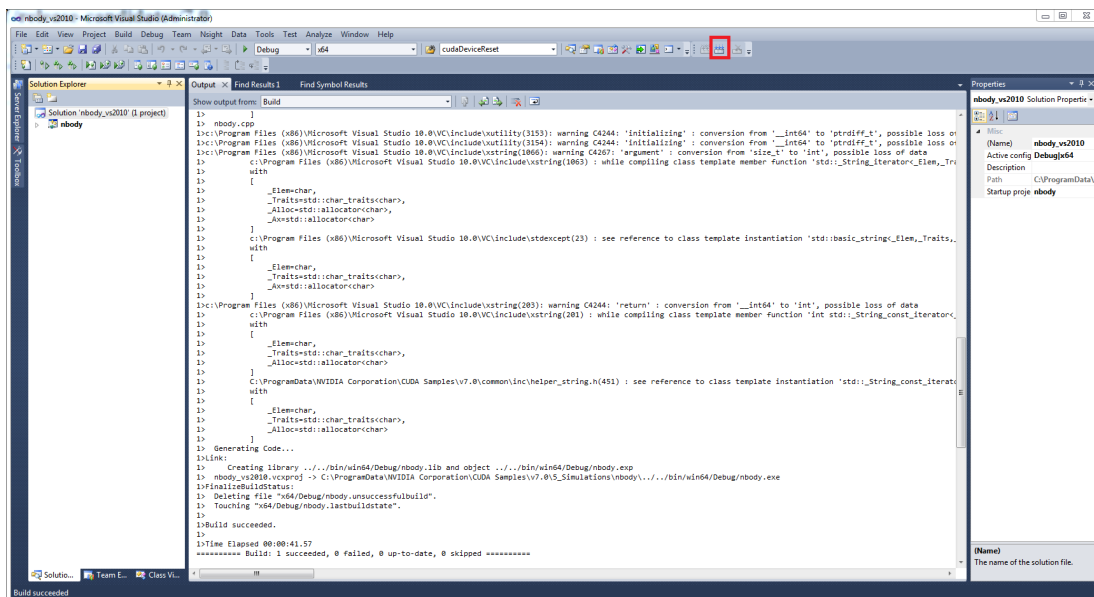 nbody_vs2010 - Microsoft Visual Studio (Administrator)
File Edit View Project Build Debug Team Nsight Data Tools Test Analyze Window Help
Debug x64 cudaDeviceReset
Solution Explorer
Output Find Results 1 Find Symbol Results
Properties
Server Explorer
Toolbox
Show output from: Build
nbody_vs2010 Solution Propertie
Solution 'nbody_vs2010' (1 project)
nbody
Misc
(Name) nbody_vs2010
Active config Debug|x64
Description
Path C:\ProgramData\
Startup proje nbody
1> ]
1> nbody.cpp
1>c:\Program Files (x86)\Microsoft Visual Studio 10.0\VC\include\xutility(3153): warning C4244: 'initializing' : conversion from '__int64' to 'ptrdiff_t', possible loss o
1>c:\Program Files (x86)\Microsoft Visual Studio 10.0\VC\include\xutility(3154): warning C4244: 'initializing' : conversion from '__int64' to 'ptrdiff_t', possible loss o
1>c:\Program Files (x86)\Microsoft Visual Studio 10.0\VC\include\xstring(1066): warning C4267: 'argument' : conversion from 'size_t' to 'int', possible loss of data
1> c:\Program Files (x86)\Microsoft Visual Studio 10.0\VC\include\xstring(1063) : while compiling class template member function 'std::_String_iterator<_Elem,_Tra
1> with
1> [
1> _Elem=char,
1> _Traits=std::char_traits<char>,
1> _Alloc=std::allocator<char>,
1> _Ax=std::allocator<char>
1> ]
1> c:\Program Files (x86)\Microsoft Visual Studio 10.0\VC\include\stdexcept(23) : see reference to class template instantiation 'std::basic_string<_Elem,_Traits,_
1> with
1> [
1> _Elem=char,
1> _Traits=std::char_traits<char>,
1> _Ax=std::allocator<char>
1> ]
1>c:\Program Files (x86)\Microsoft Visual Studio 10.0\VC\include\xstring(203): warning C4244: 'return' : conversion from '__int64' to 'int', possible loss of data
1> c:\Program Files (x86)\Microsoft Visual Studio 10.0\VC\include\xstring(201) : while compiling class template member function 'int std::_String_const_iterator<_
1> with
1> [
1> _Elem=char,
1> _Traits=std::char_traits<char>,
1> _Alloc=std::allocator<char>
1> ]
1> C:\ProgramData\NVIDIA Corporation\CUDA Samples\v7.0\common\inc\helper_string.h(451) : see reference to class template instantiation 'std::_String_const_iterato
1> with
1> [
1> _Elem=char,
1> _Traits=std::char_traits<char>,
1> _Alloc=std::allocator<char>
1> ]
1> Generating Code...
1>Link:
1> Creating library ../../bin/win64/Debug/nbody.lib and object ../../bin/win64/Debug/nbody.exp
1> nbody_vs2010.vcxproj -> C:\ProgramData\NVIDIA Corporation\CUDA Samples\v7.0\5_Simulations\nbody\../../bin/win64/Debug/nbody.exe
1>FinalizeBuildStatus:
1> Deleting file "x64/Debug/nbody.unsuccessfulbuild".
1> Touching "x64/Debug/nbody.lastbuildstate".
1>
1>Build succeeded.
1>
1>Time Elapsed 00:00:41.57
========== Build: 1 succeeded, 0 failed, 0 up-to-date, 0 skipped ==========
(Name)
The name of the solution file.
Solutio... Team E... Class Vi...
Build succeeded